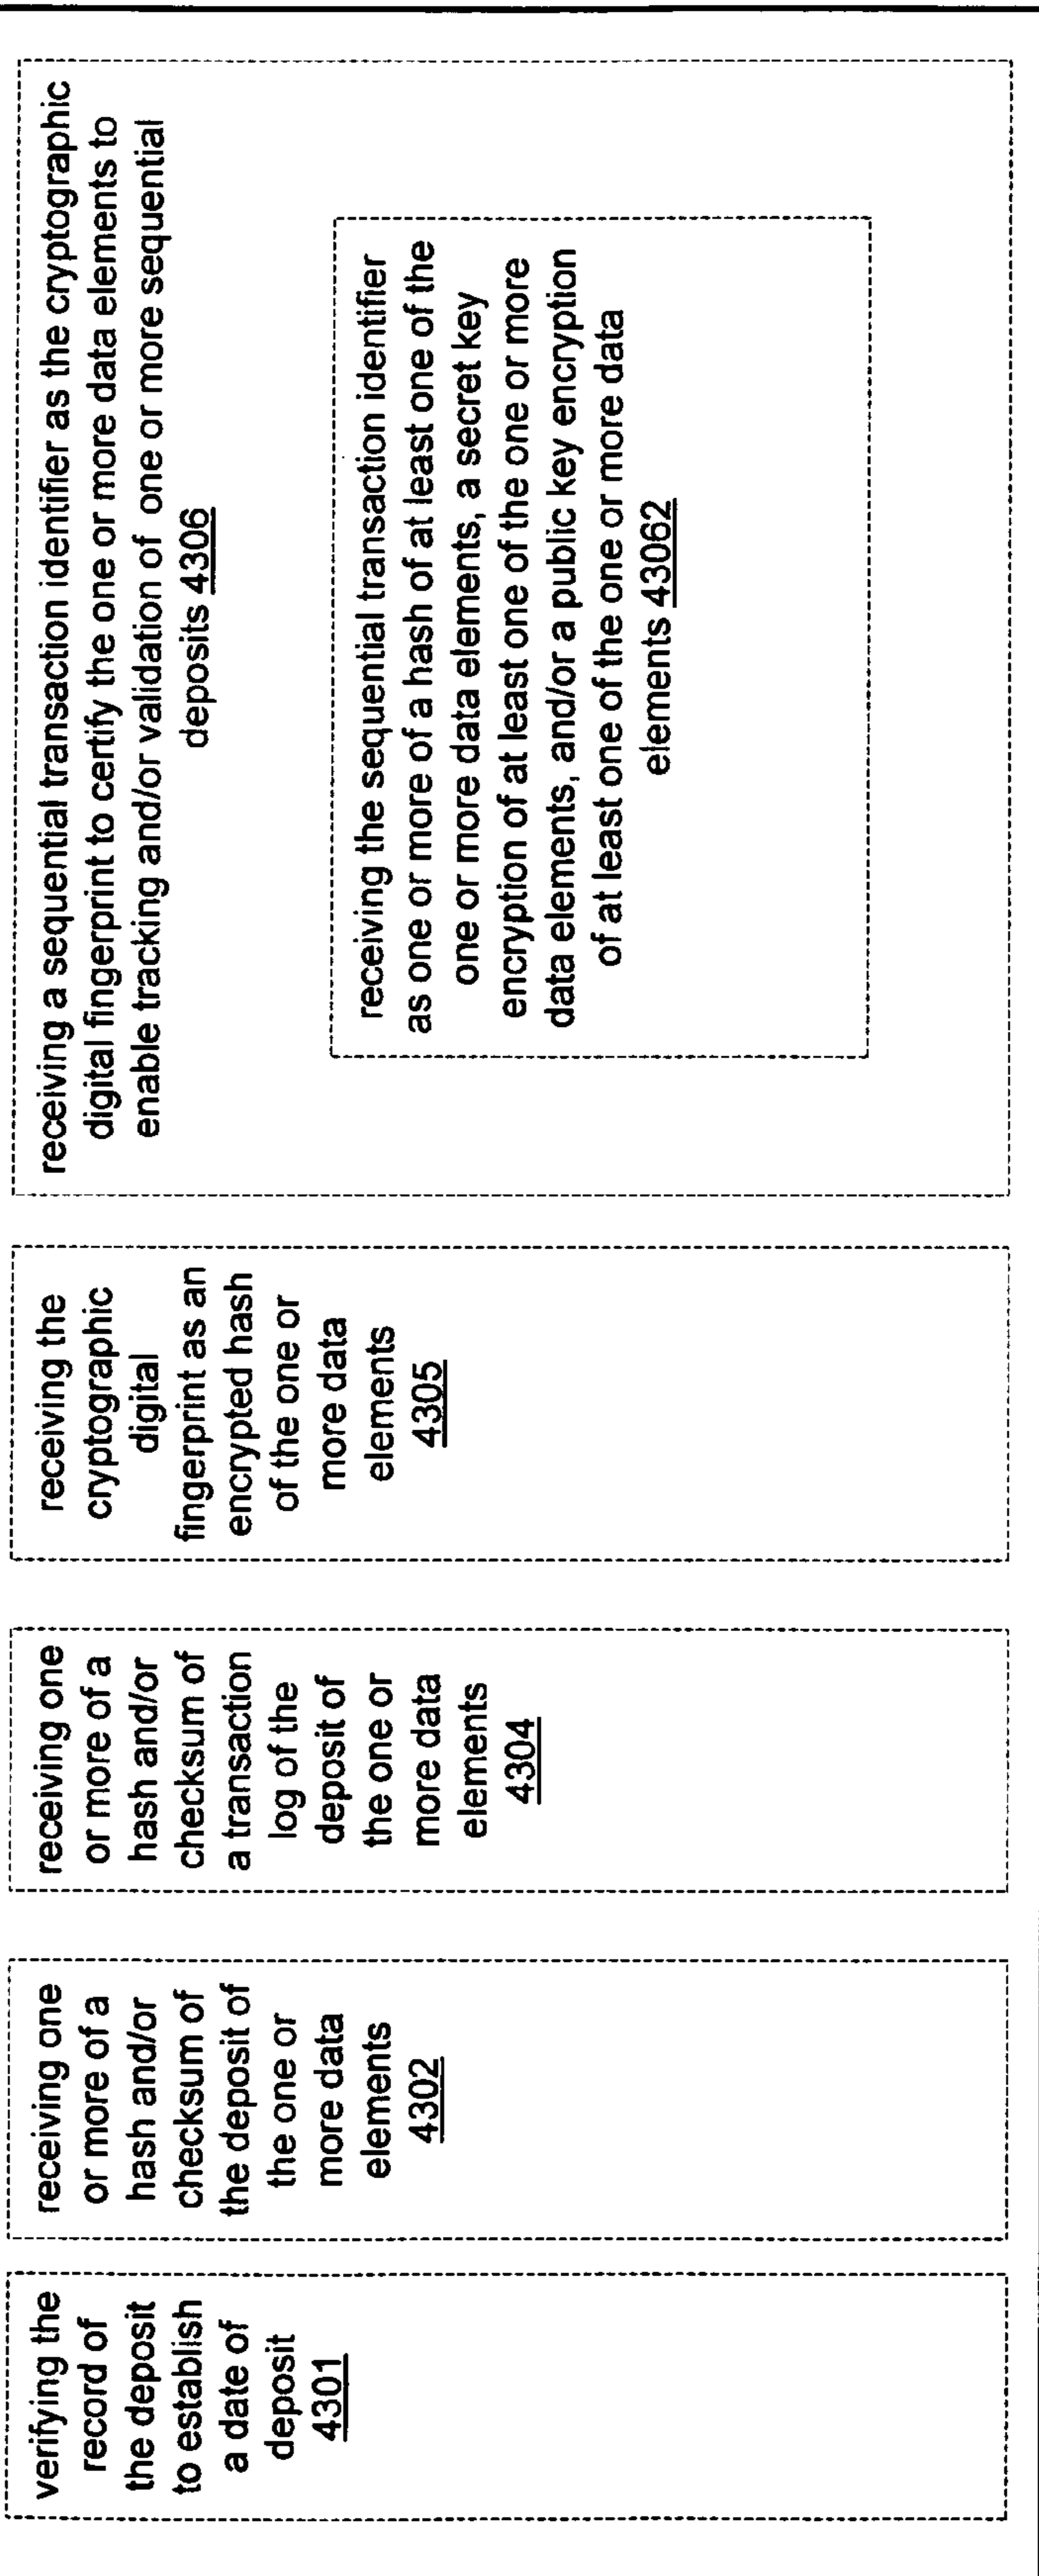 verifying the
record of
the deposit
to establish
a date of
deposit
4301
receiving one
or more of a
hash and/or
checksum of
the deposit of
the one or
more data
elements
4302
receiving one
or more of a
hash and/or
checksum of
a transaction
log of the
deposit of
the one or
more data
elements
4304
receiving the
cryptographic
digital
fingerprint as an
encrypted hash
of the one or
more data
elements
4305
receiving a sequential transaction identifier as the cryptographic
digital fingerprint to certify the one or more data elements to
enable tracking and/or validation of one or more sequential
deposits 4306
receiving the sequential transaction identifier
as one or more of a hash of at least one of the
one or more data elements, a secret key
encryption of at least one of the one or more
data elements, and/or a public key encryption
of at least one of the one or more data
elements 43062